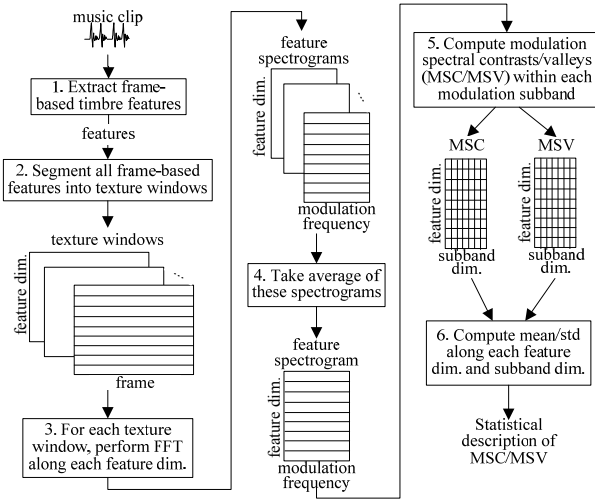 music clip
1. Extract frame-
based timbre features
features
2. Segment all frame-based
features into texture windows
texture windows
feature dim.
frame
3. For each texture
window, perform FFT
along each feature dim.
feature
spectrograms
feature dim.
modulation
frequency
4. Take average of
these spectrograms
feature
spectrogram
feature dim.
modulation
frequency
5. Compute modulation
spectral contrasts/valleys
(MSC/MSV) within each
modulation subband
MSC
feature dim.
subband
dim.
MSV
feature dim.
subband
dim.
6. Compute mean/std
along each feature
dim. and subband dim.
Statistical
description of
MSC/MSV